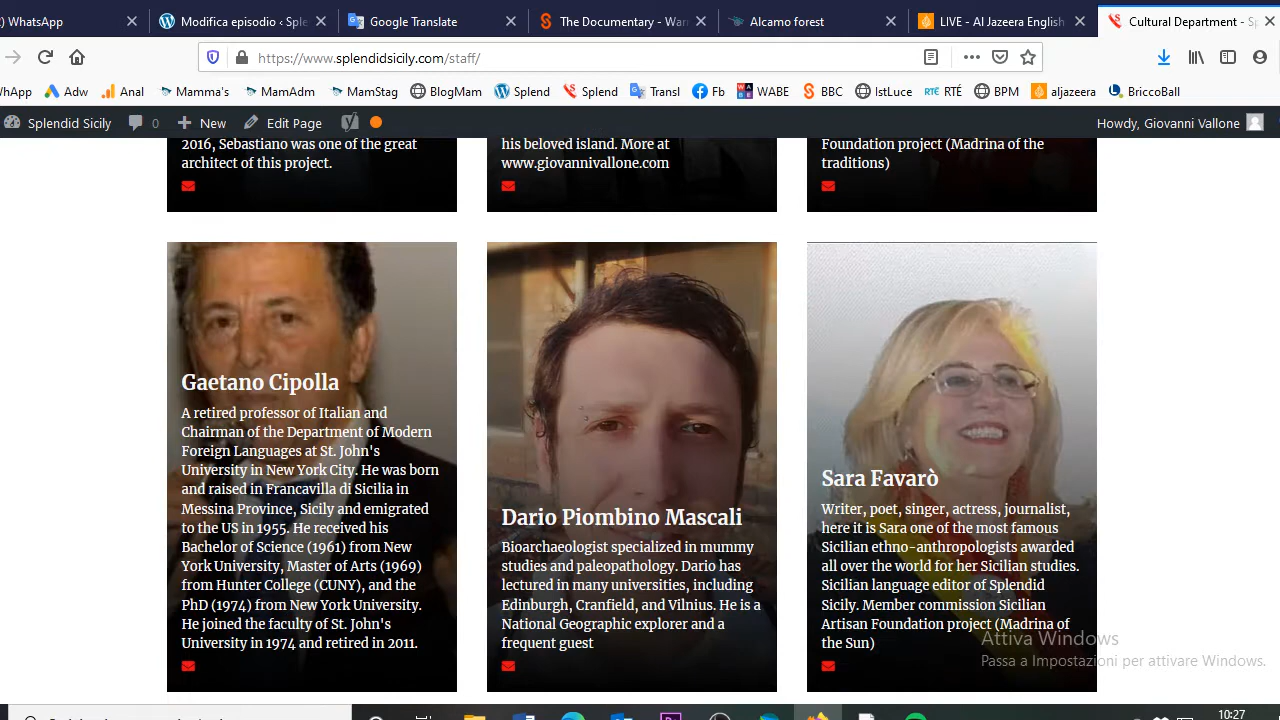 WhatsApp
Modifica episodio ‹ Sple
Google Translate
The Documentary - War
Alcamo forest
LIVE - Al Jazeera English
Cultural Department - Sp
https://www.splendidsicily.com/staff/
hApp
Adw
Anal
Mamma's
MamAdm
MamStag
BlogMam
Splend
Splend
Transl
Fb
WABE
BBC
IstLuce
RTÉ RTÉ
BPM
aljazeera
BriccoBall
Splendid Sicily
0
New
Edit Page
Howdy, Giovanni Vallone
2016, Sebastiano was one of the great
architect of this project.
his beloved island. More at
www.giovannivallone.com
Foundation project (Madrina of the
traditions)
Gaetano Cipolla
A retired professor of Italian and
Chairman of the Department of Modern
Foreign Languages at St. John's
University in New York City. He was born
and raised in Francavilla di Sicilia in
Messina Province, Sicily and emigrated
to the US in 1955. He received his
Bachelor of Science (1961) from New
York University, Master of Arts (1969)
from Hunter College (CUNY), and the
PhD (1974) from New York University.
He joined the faculty of St. John's
University in 1974 and retired in 2011.
Dario Piombino Mascali
Bioarchaeologist specialized in mummy
studies and paleopathology. Dario has
lectured in many universities, including
Edinburgh, Cranfield, and Vilnius. He is a
National Geographic explorer and a
frequent guest
Sara Favarò
Writer, poet, singer, actress, journalist,
here it is Sara one of the most famous
Sicilian ethno-anthropologists awarded
all over the world for her Sicilian studies.
Sicilian language editor of Splendid
Sicily. Member commission Sicilian
Artisan Foundation project (Madrina of
the Sun)
Attiva Windows
Passa a Impostazioni per attivare Windows.
10:27